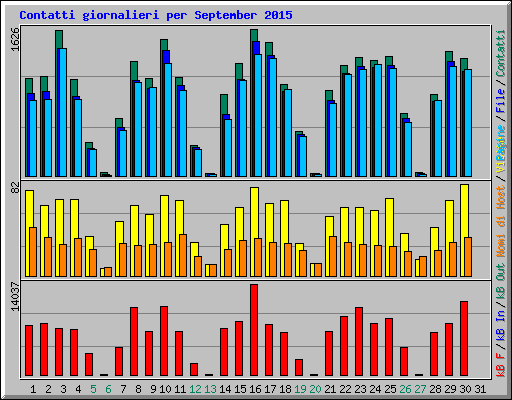 Contatti giornalieri per September 2015
1626
82
14037
kB F / kB In / kB Out Nomi di Host / Pagine / File / Contatti
1 2 3 4 5 6 7 8 9 10 11 12 13 14 15 16 17 18 19 20 21 22 23 24 25 26 27 28 29 30 31